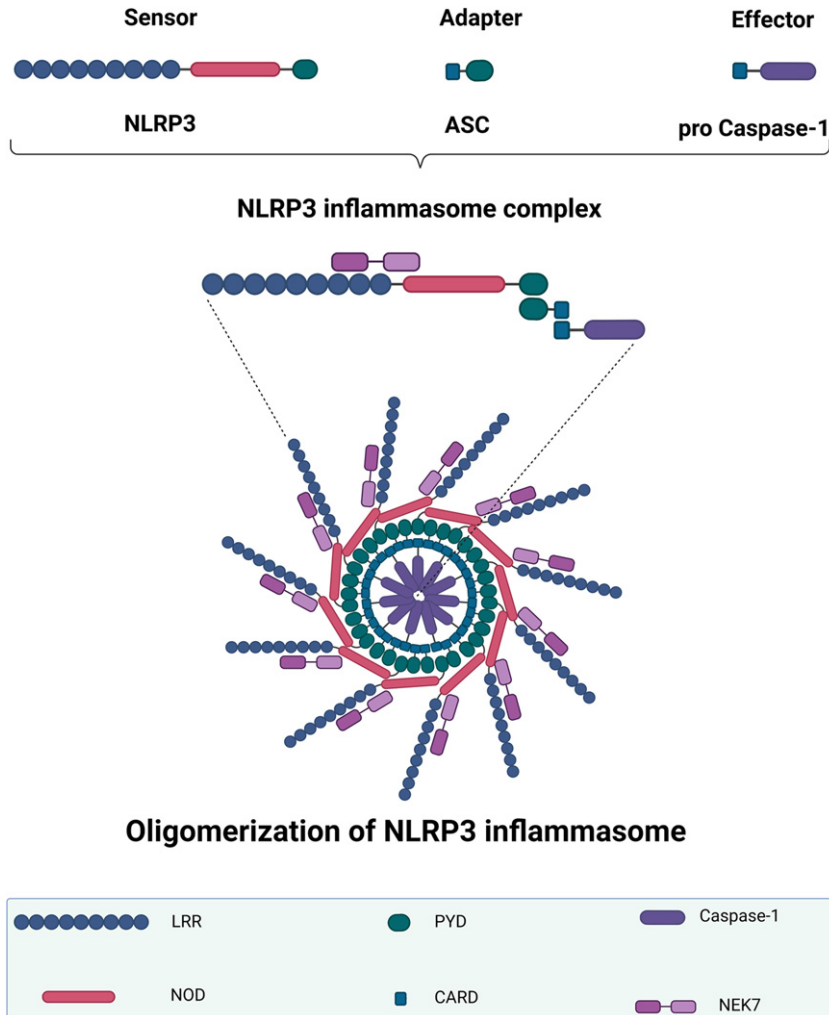 Sensor Adapter Effector
NLRP3 ASC pro Caspase-1
NLRP3 inflammasome complex
Oligomerization of NLRP3 inflammasome
LRR PYD Caspase-1
NOD CARD NEK7